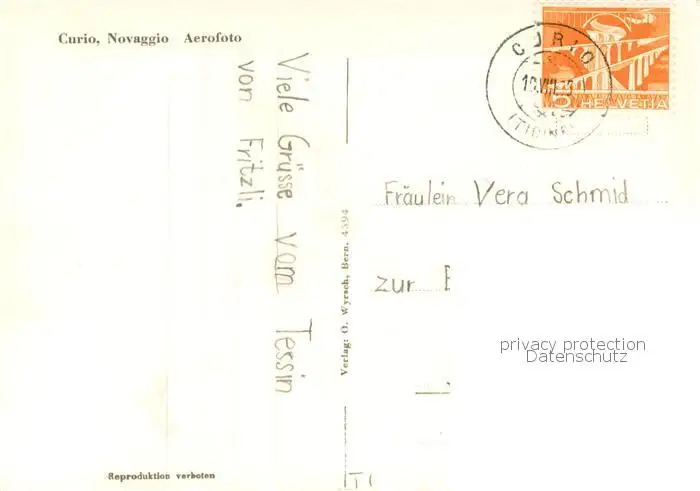 Curio, Novaggio Aerofoto
Viele Grüsse vom Tessin
von Fritzli.
Verlag: O. Wyrsch, Bern. 4394
Reproduktion verboten
CURIO
5 HELVETIA
Fräulein Vera Schmid
zur
privacy protection
Datenschutz